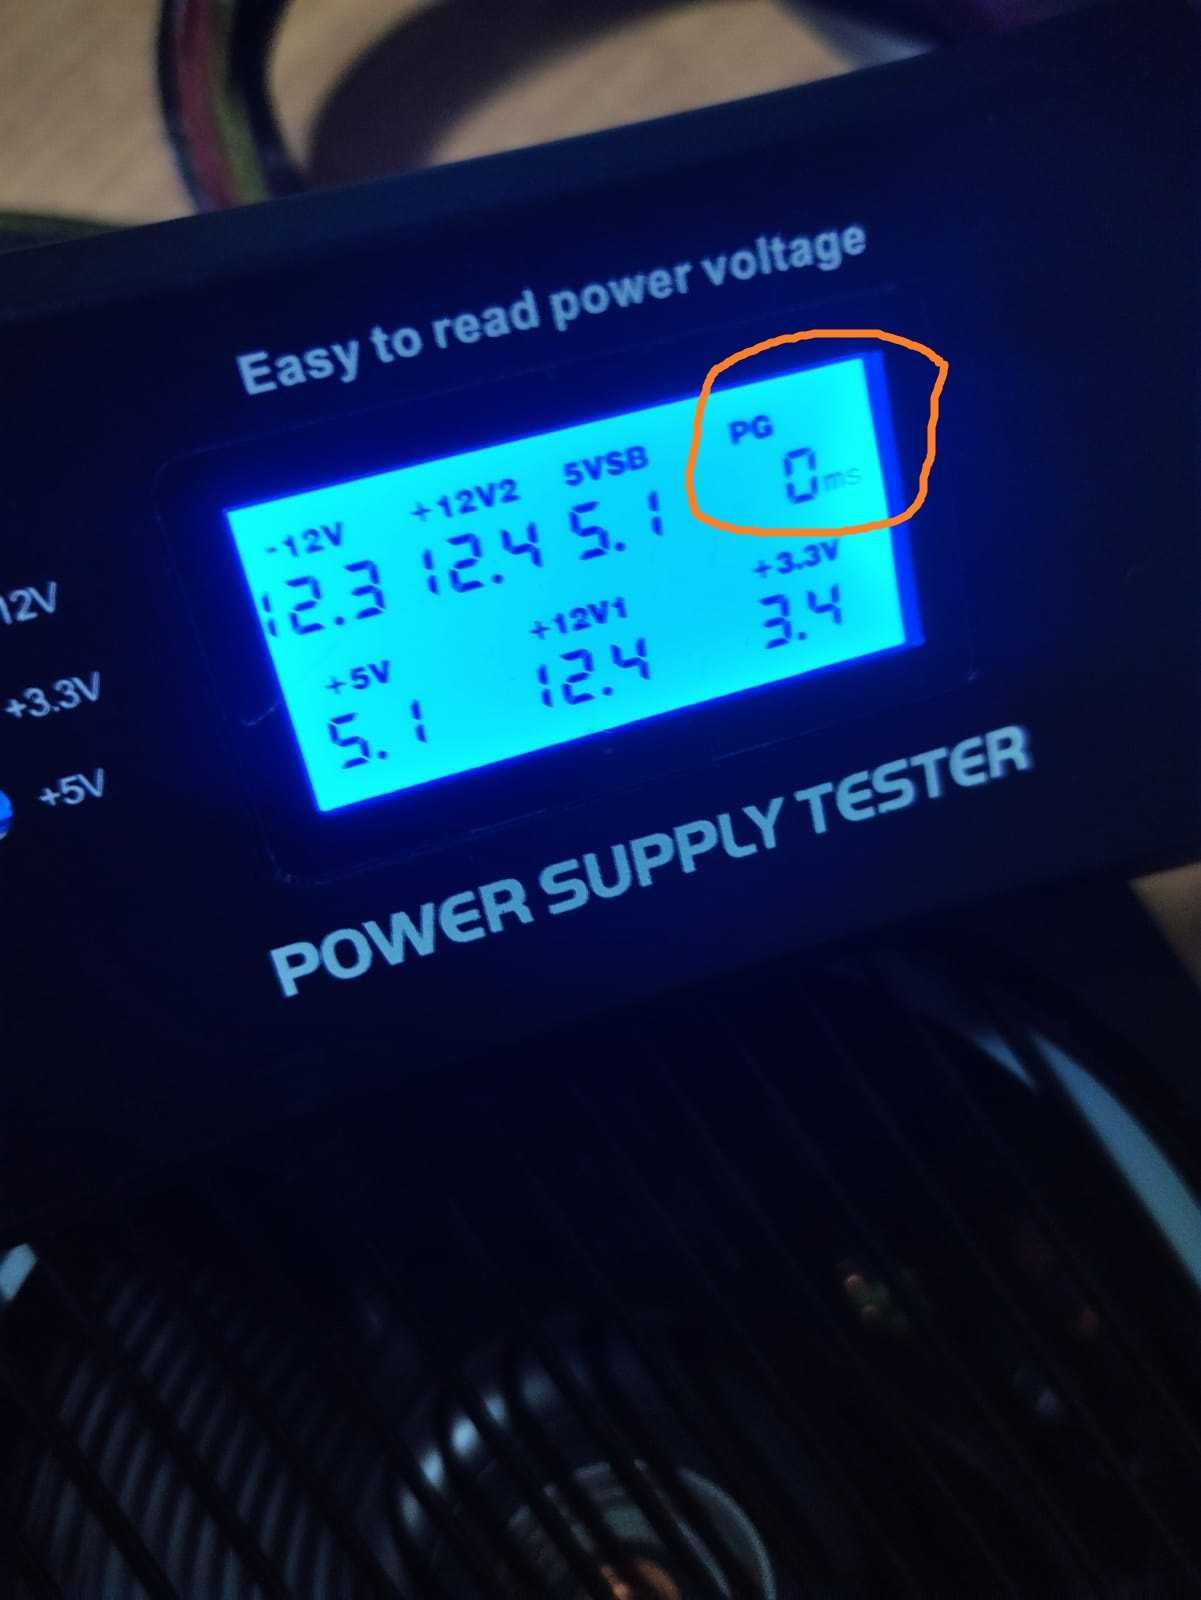 Easy to read power voltage
-12V +12V2 5VSB PG
12.3 12.4 5.1 0ms
+5V +12V1 +3.3V
5.1 12.4 3.4
12V
+3.3V
+5V
POWER SUPPLY TESTER